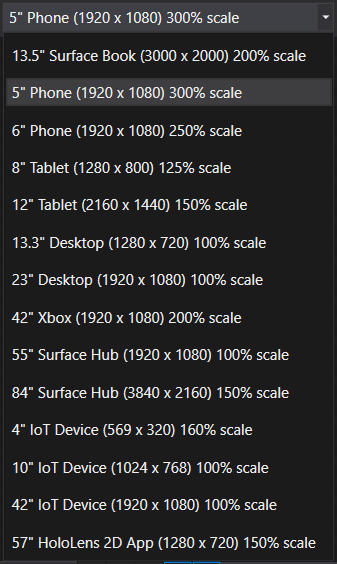 5" Phone (1920 x 1080) 300% scale
13.5" Surface Book (3000 x 2000) 200% scale
5" Phone (1920 x 1080) 300% scale
6" Phone (1920 x 1080) 250% scale
8" Tablet (1280 x 800) 125% scale
12" Tablet (2160 x 1440) 150% scale
13.3" Desktop (1280 x 720) 100% scale
23" Desktop (1920 x 1080) 100% scale
42" Xbox (1920 x 1080) 200% scale
55" Surface Hub (1920 x 1080) 100% scale
84" Surface Hub (3840 x 2160) 150% scale
4" IoT Device (569 x 320) 160% scale
10" IoT Device (1024 x 768) 100% scale
42" IoT Device (1920 x 1080) 100% scale
57" HoloLens 2D App (1280 x 720) 150% scale